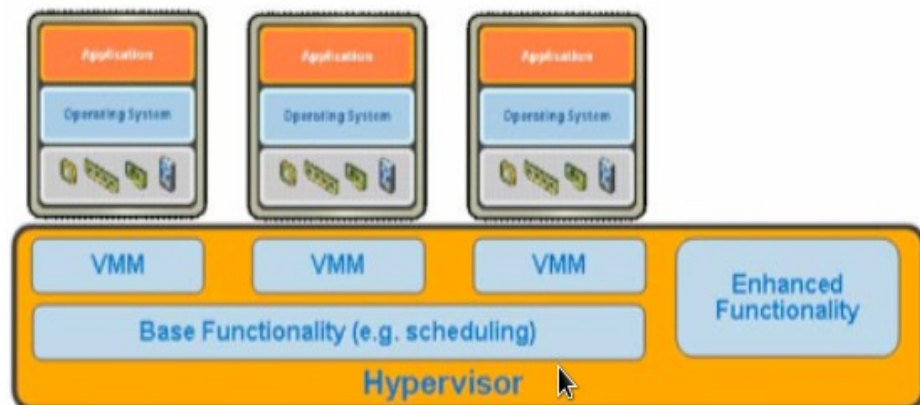 Application
Application
Application
Operating System
Operating System
Operating System
VMM
VMM
VMM
Enhanced
Functionality
Base Functionality (e.g. scheduling)
Hypervisor